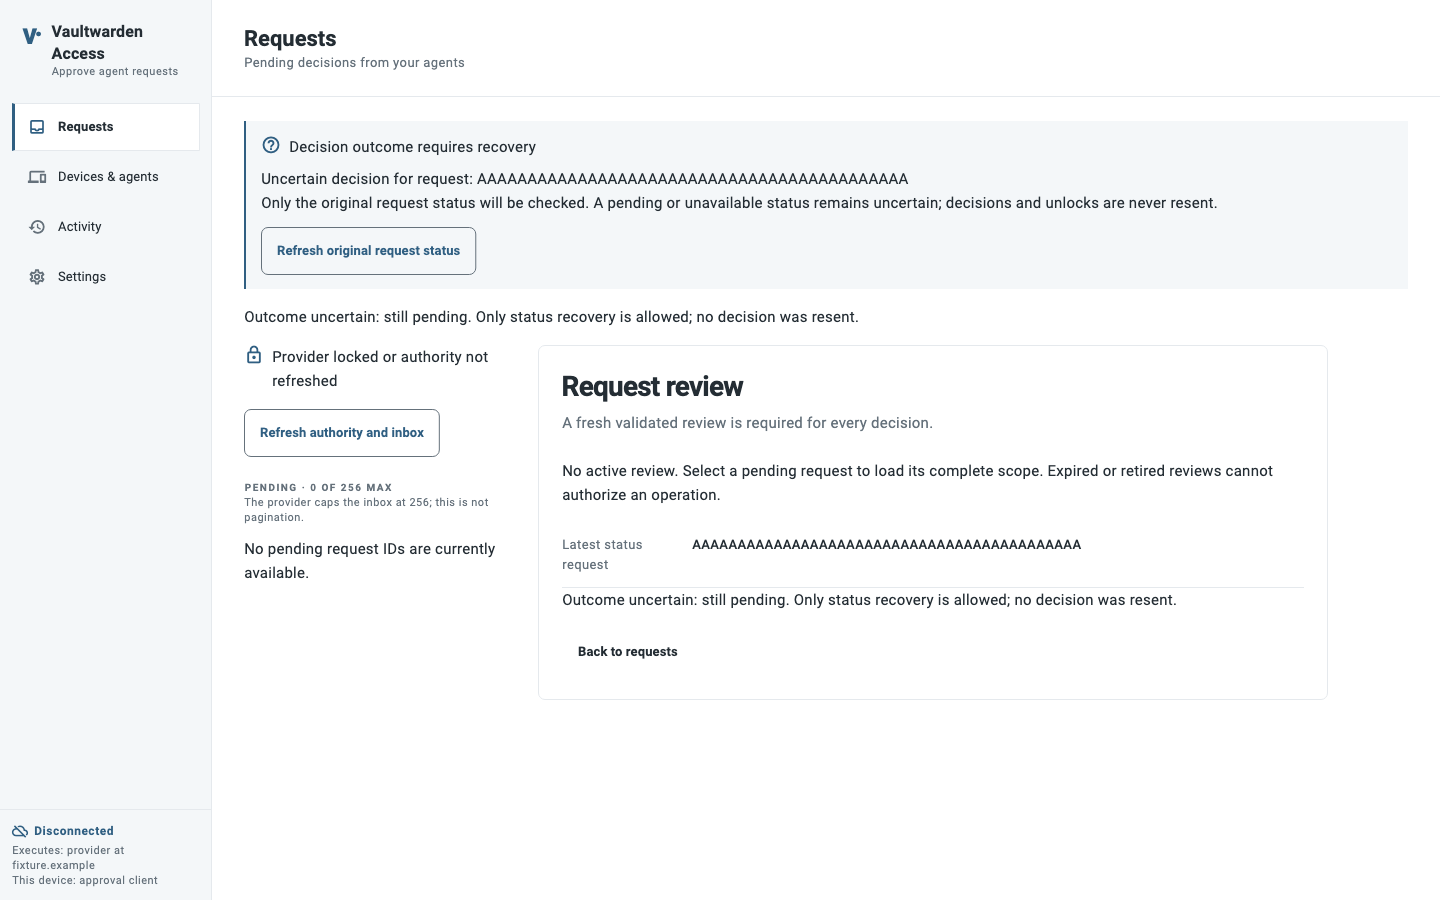 Vaultwarden
Access
Approve agent requests
Requests
Devices & agents
Activity
Settings
Disconnected
Executes: provider at
fixture.example
This device: approval client
Requests
Pending decisions from your agents
Decision outcome requires recovery
Uncertain decision for request: AAAAAAAAAAAAAAAAAAAAAAAAAAAAAAAAAAAAAAAAAAA
Only the original request status will be checked. A pending or unavailable status remains uncertain; decisions and unlocks are never resent.
Refresh original request status
Outcome uncertain: still pending. Only status recovery is allowed; no decision was resent.
Provider locked or authority not
refreshed
Refresh authority and inbox
PENDING · 0 OF 256 MAX
The provider caps the inbox at 256; this is not
pagination.
No pending request IDs are currently
available.
Request review
A fresh validated review is required for every decision.
No active review. Select a pending request to load its complete scope. Expired or retired reviews cannot
authorize an operation.
Latest status
request
AAAAAAAAAAAAAAAAAAAAAAAAAAAAAAAAAAAAAAAAAAA
Outcome uncertain: still pending. Only status recovery is allowed; no decision was resent.
Back to requests